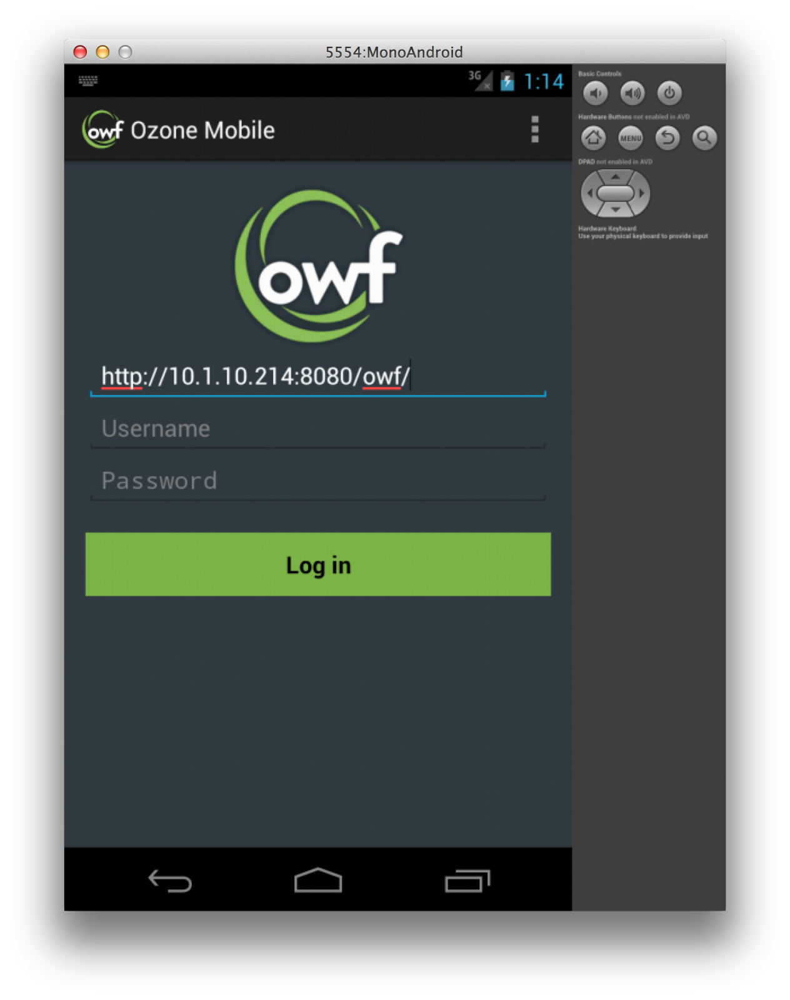 5554:MonoAndroid
3G
1:14
owf Ozone Mobile
owf
http://10.1.10.214:8080/owf/
Username
Password
Log in
Basic Controls
Hardware Buttons not enabled in AVD
MENU
DPAD not enabled in AVD
Hardware Keyboard
Use your physical keyboard to provide input